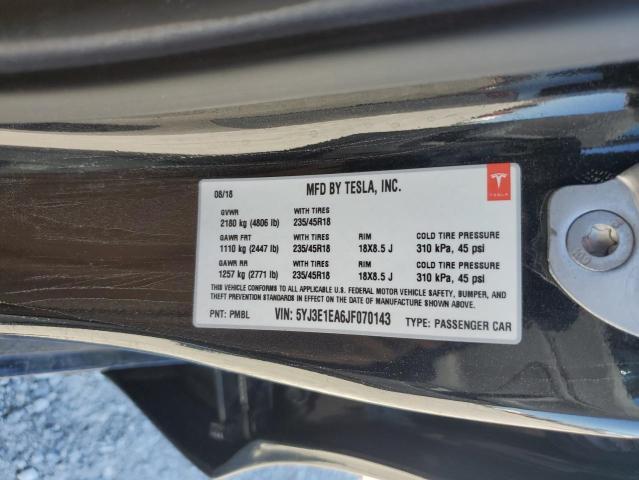 08/18 MFD BY TESLA, INC.
GVWR WITH TIRES
2180 kg (4806 lb) 235/45R18
GAWR FRT WITH TIRES RIM COLD TIRE PRESSURE
1110 kg (2447 lb) 235/45R18 18X8.5 J 310 kPa, 45 psi
GAWR RR WITH TIRES RIM COLD TIRE PRESSURE
1257 kg (2771 lb) 235/45R18 18X8.5 J 310 kPa, 45 psi
THIS VEHICLE CONFORMS TO ALL APPLICABLE U.S. FEDERAL MOTOR VEHICLE SAFETY, BUMPER, AND
THEFT PREVENTION STANDARDS IN EFFECT ON THE DATE OF MANUFACTURE SHOWN ABOVE.
PNT: PMBL VIN: 5YJ3E1EA6JF070143 TYPE: PASSENGER CAR
TESLA